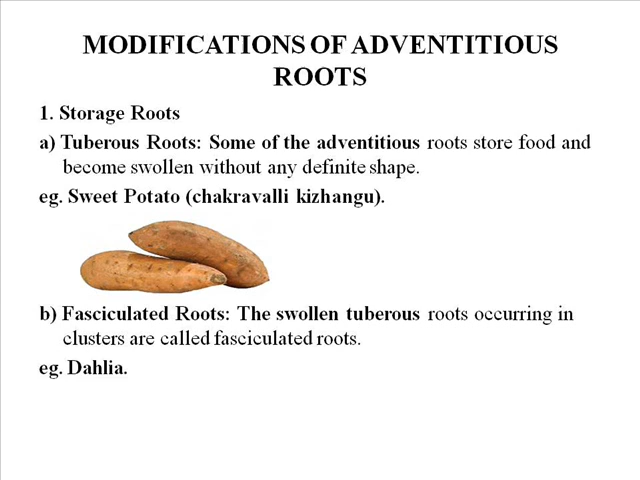 MODIFICATIONS OF ADVENTITIOUS
ROOTS
1. Storage Roots
a) Tuberous Roots: Some of the adventitious roots store food and
become swollen without any definite shape.
eg. Sweet Potato (chakravalli kizhangu).
b) Fasciculated Roots: The swollen tuberous roots occurring in
clusters are called fasciculated roots.
eg. Dahlia.